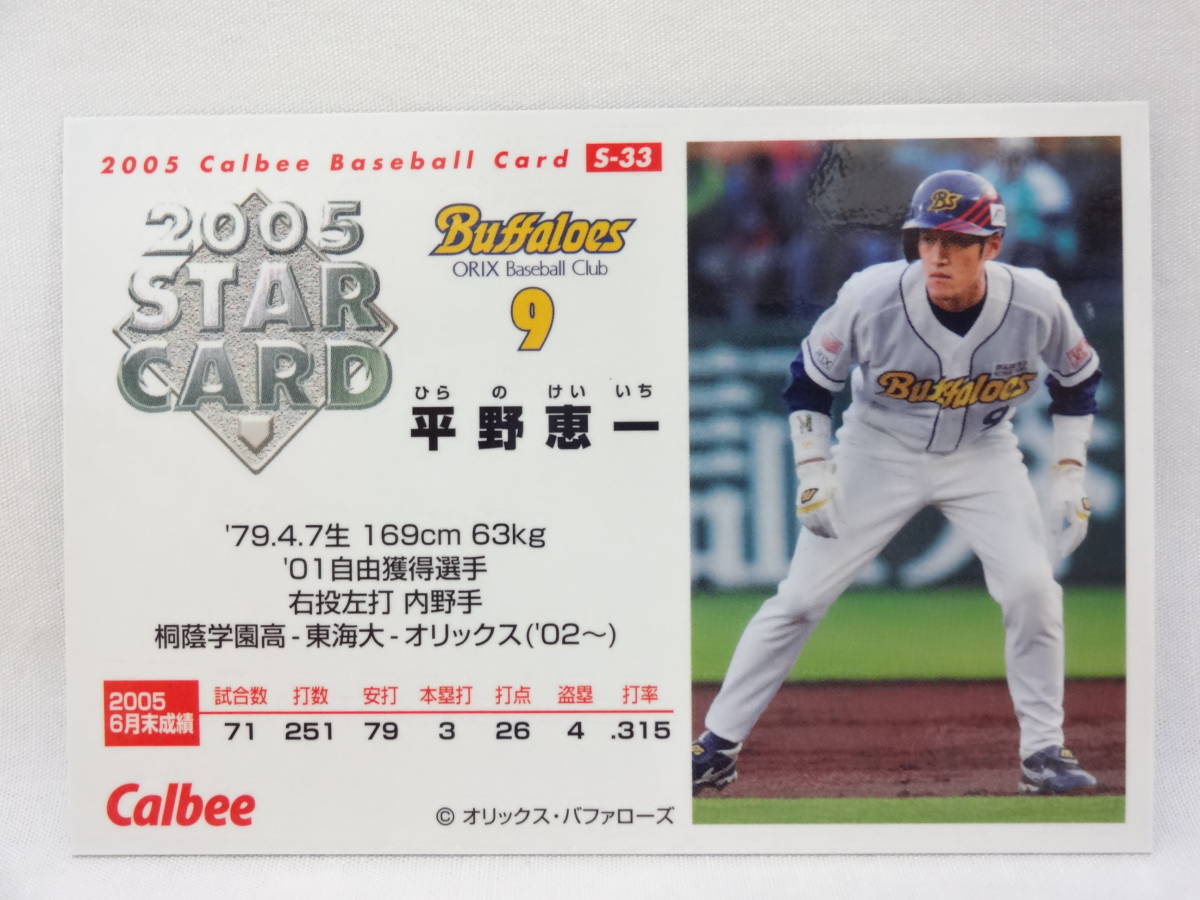 2005 Calbee Baseball Card S-33
2005
STAR
CARD
Buffaloes
ORIX Baseball Club
9
ひら の けい いち
平野恵一
'79.4.7生 169cm 63kg
'01自由獲得選手
右投左打 内野手
桐蔭学園高-東海大-オリックス('02～)
2005
6月末成績
試合数 打数 安打 本塁打 打点 盗塁 打率
71 251 79 3 26 4 .315
Calbee
© オリックス・バファローズ
Bs
ORIX
Buffaloes
9